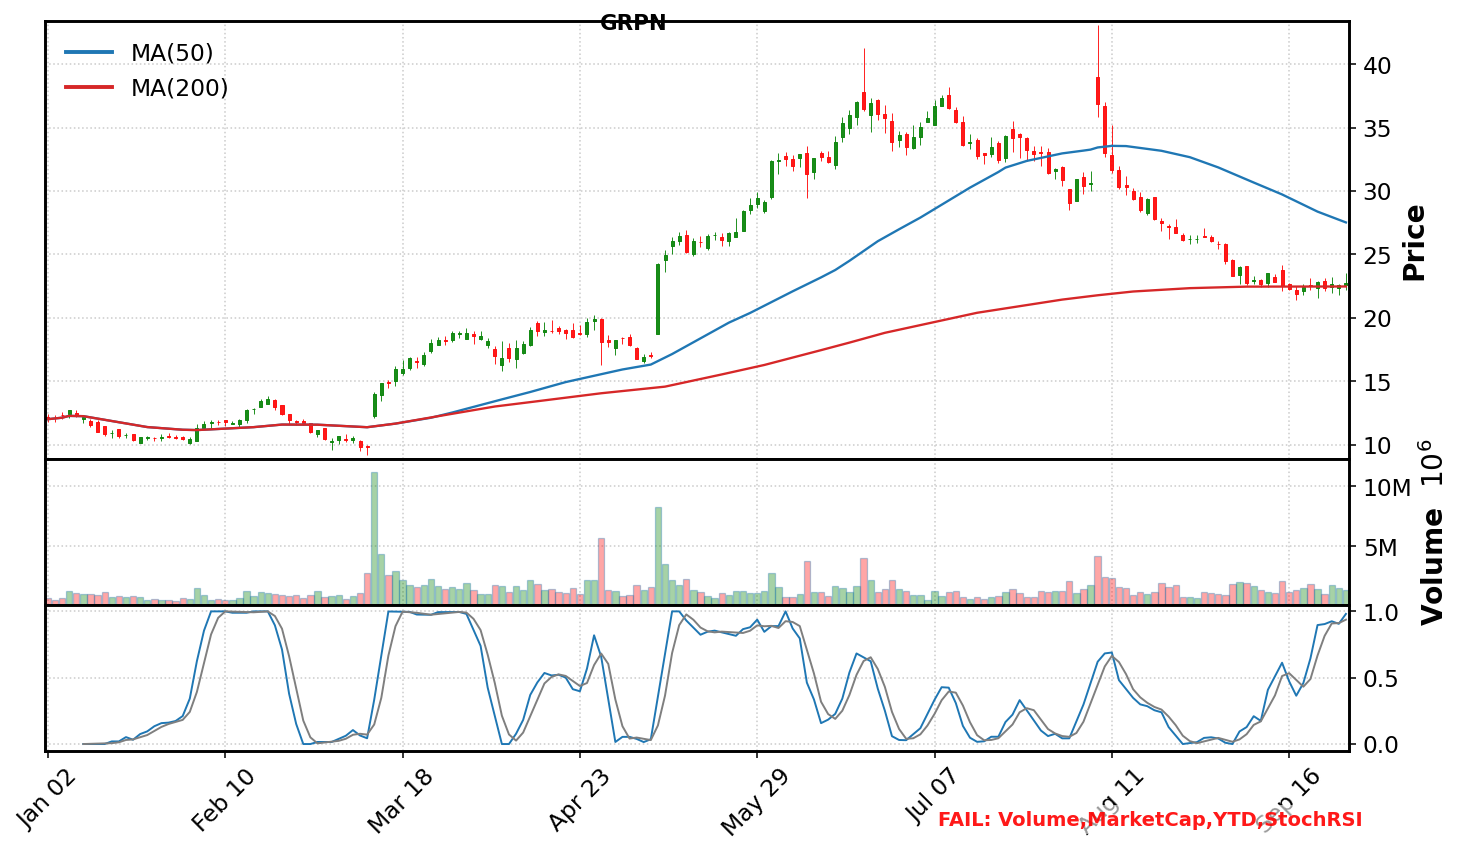 GRPN
MA(50)
MA(200)
40
35
30
25
20
15
10
Price
10M
5M
Volume 10^6
1.0
0.5
0.0
Jan 02
Feb 10
Mar 18
Apr 23
May 29
Jul 07
Aug 11
Sep 16
FAIL: Volume,MarketCap,YTD,StochRSI